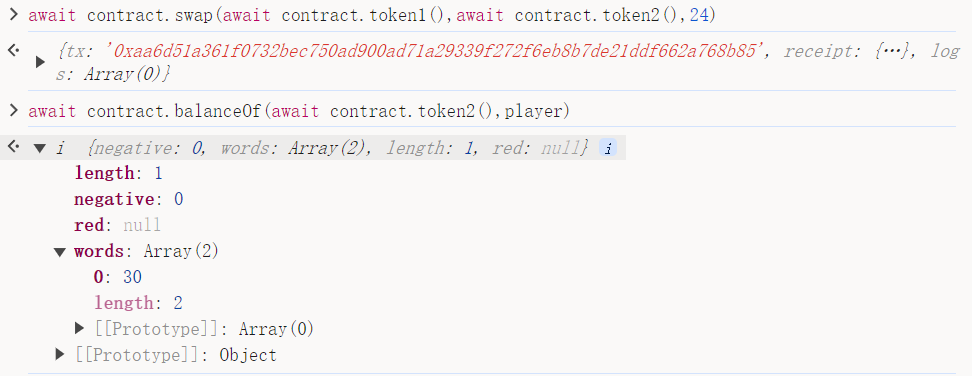 await contract.swap(await contract.token1(),await contract.token2(),24)
{tx: '0xaa6d51a361f0732bec750ad900ad71a29339f272f6eb8b7de21ddf662a768b85', receipt: {…}, log
s: Array(0)}
await contract.balanceOf(await contract.token2(),player)
i {negative: 0, words: Array(2), length: 1, red: null} i
length: 1
negative: 0
red: null
words: Array(2)
0: 30
length: 2
[[Prototype]]: Array(0)
[[Prototype]]: Object